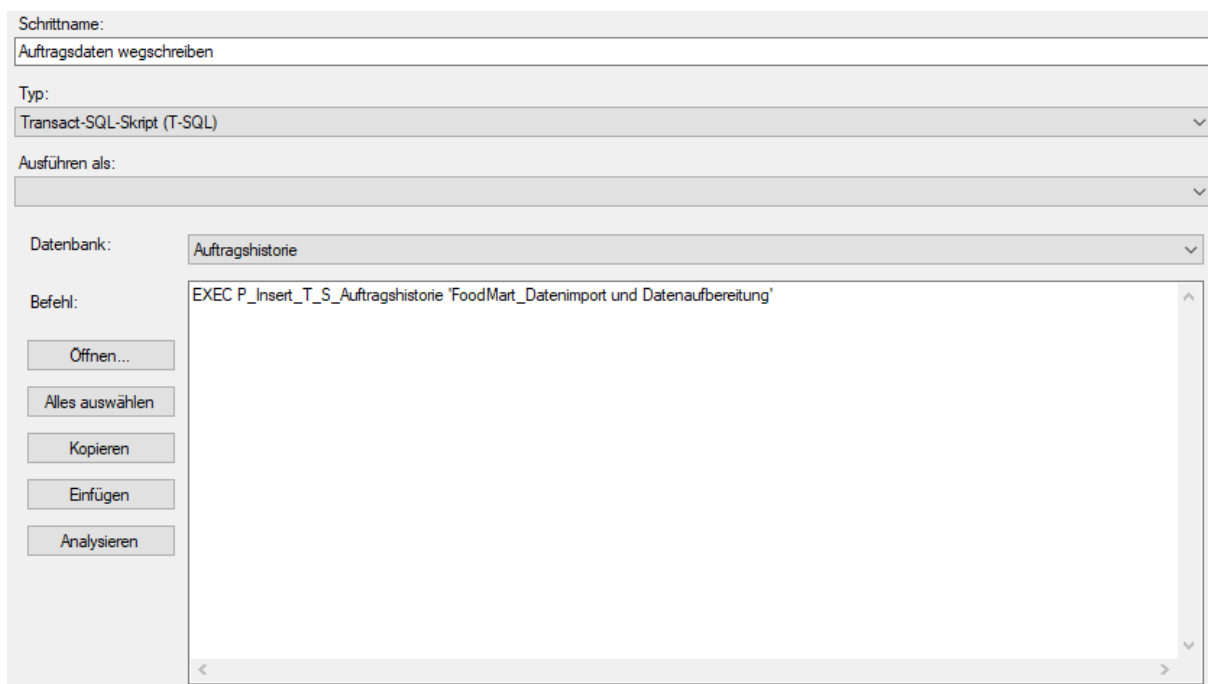 Schrittname:
Auftragsdaten wegschreiben
Typ:
Transact-SQL-Skript (T-SQL)
Ausführen als:
Datenbank:
Auftragshistorie
Befehl:
EXEC P_Insert_T_S_Auftragshistorie 'FoodMart_Datenimport und Datenaufbereitung'
Öffnen...
Alles auswählen
Kopieren
Einfügen
Analysieren